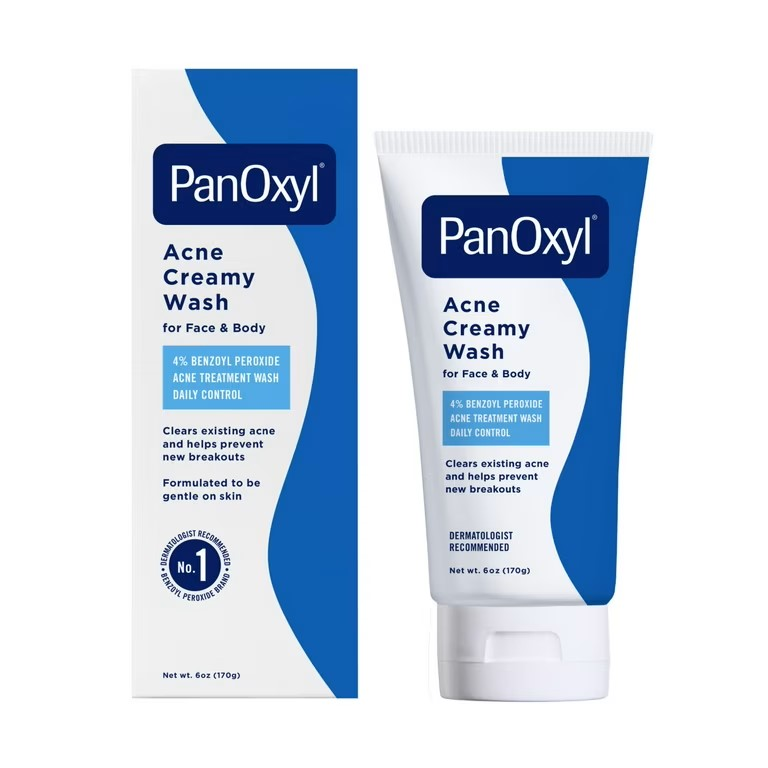 PanOxyl®
Acne
Creamy
Wash
for Face & Body
4% BENZOYL PEROXIDE
ACNE TREATMENT WASH
DAILY CONTROL
Clears existing acne
and helps prevent
new breakouts
Formulated to be
gentle on skin
• DERMATOLOGIST RECOMMENDED •
No.1
BENZOYL PEROXIDE BRAND
Net wt. 6oz (170g)
PanOxyl®
Acne
Creamy
Wash
for Face & Body
4% BENZOYL PEROXIDE
ACNE TREATMENT WASH
DAILY CONTROL
Clears existing acne
and helps prevent
new breakouts
DERMATOLOGIST
RECOMMENDED
Net wt. 6oz (170g)